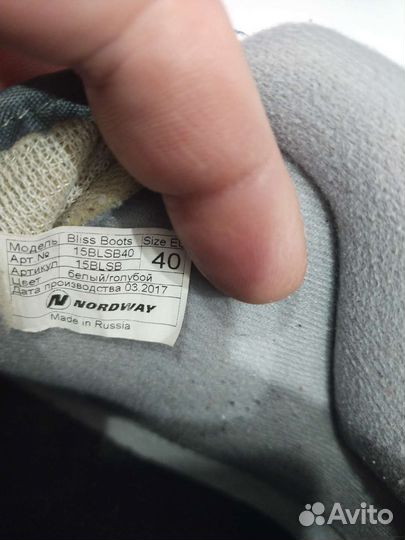 Модель Bliss Boots Size EU
Арт № 15BLSB40 40
Артикул 15BLSB
Цвет белый/голубой
Дата производства 03.2017
NORDWAY
Made in Russia
Avito